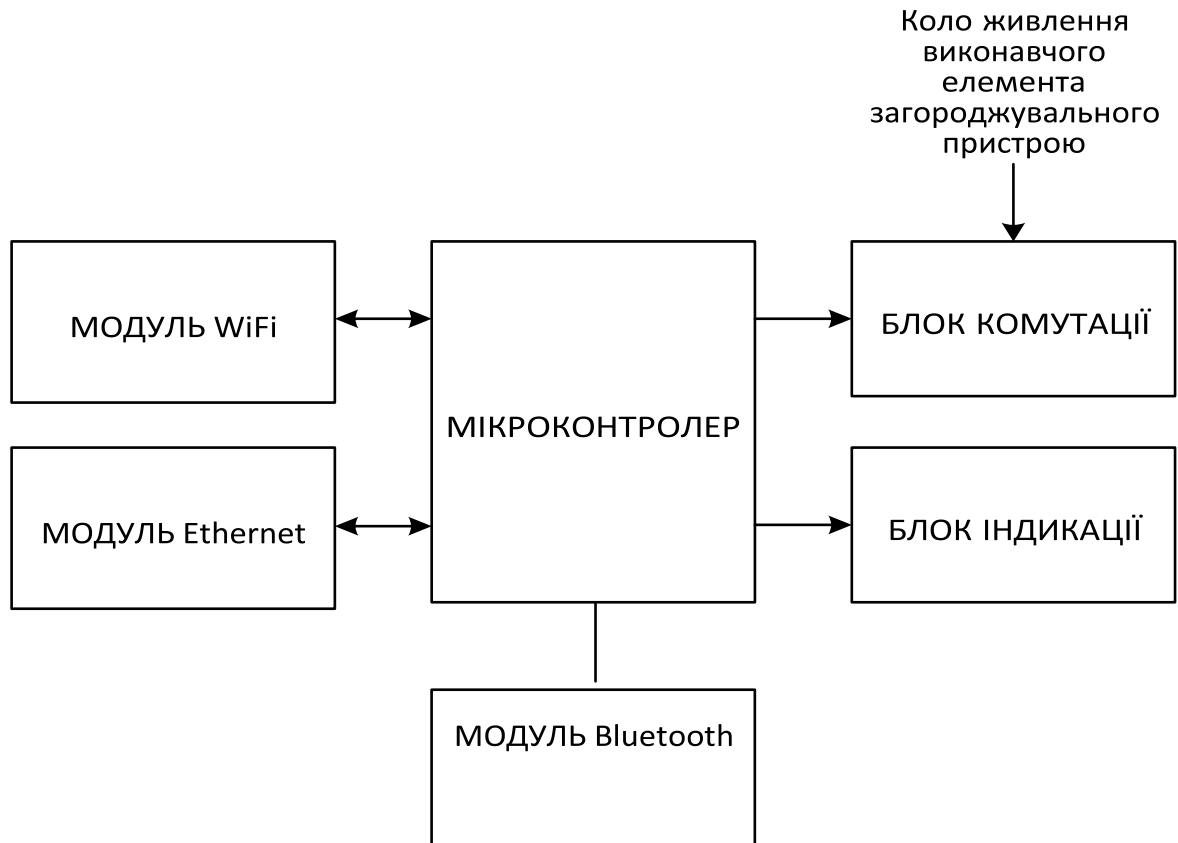 Коло живлення
виконавчого
елемента
загороджувального
пристрою
МОДУЛЬ WiFi
МІКРОКОНТРОЛЕР
БЛОК КОМУТАЦІЇ
МОДУЛЬ Ethernet
БЛОК ІНДИКАЦІЇ
МОДУЛЬ Bluetooth